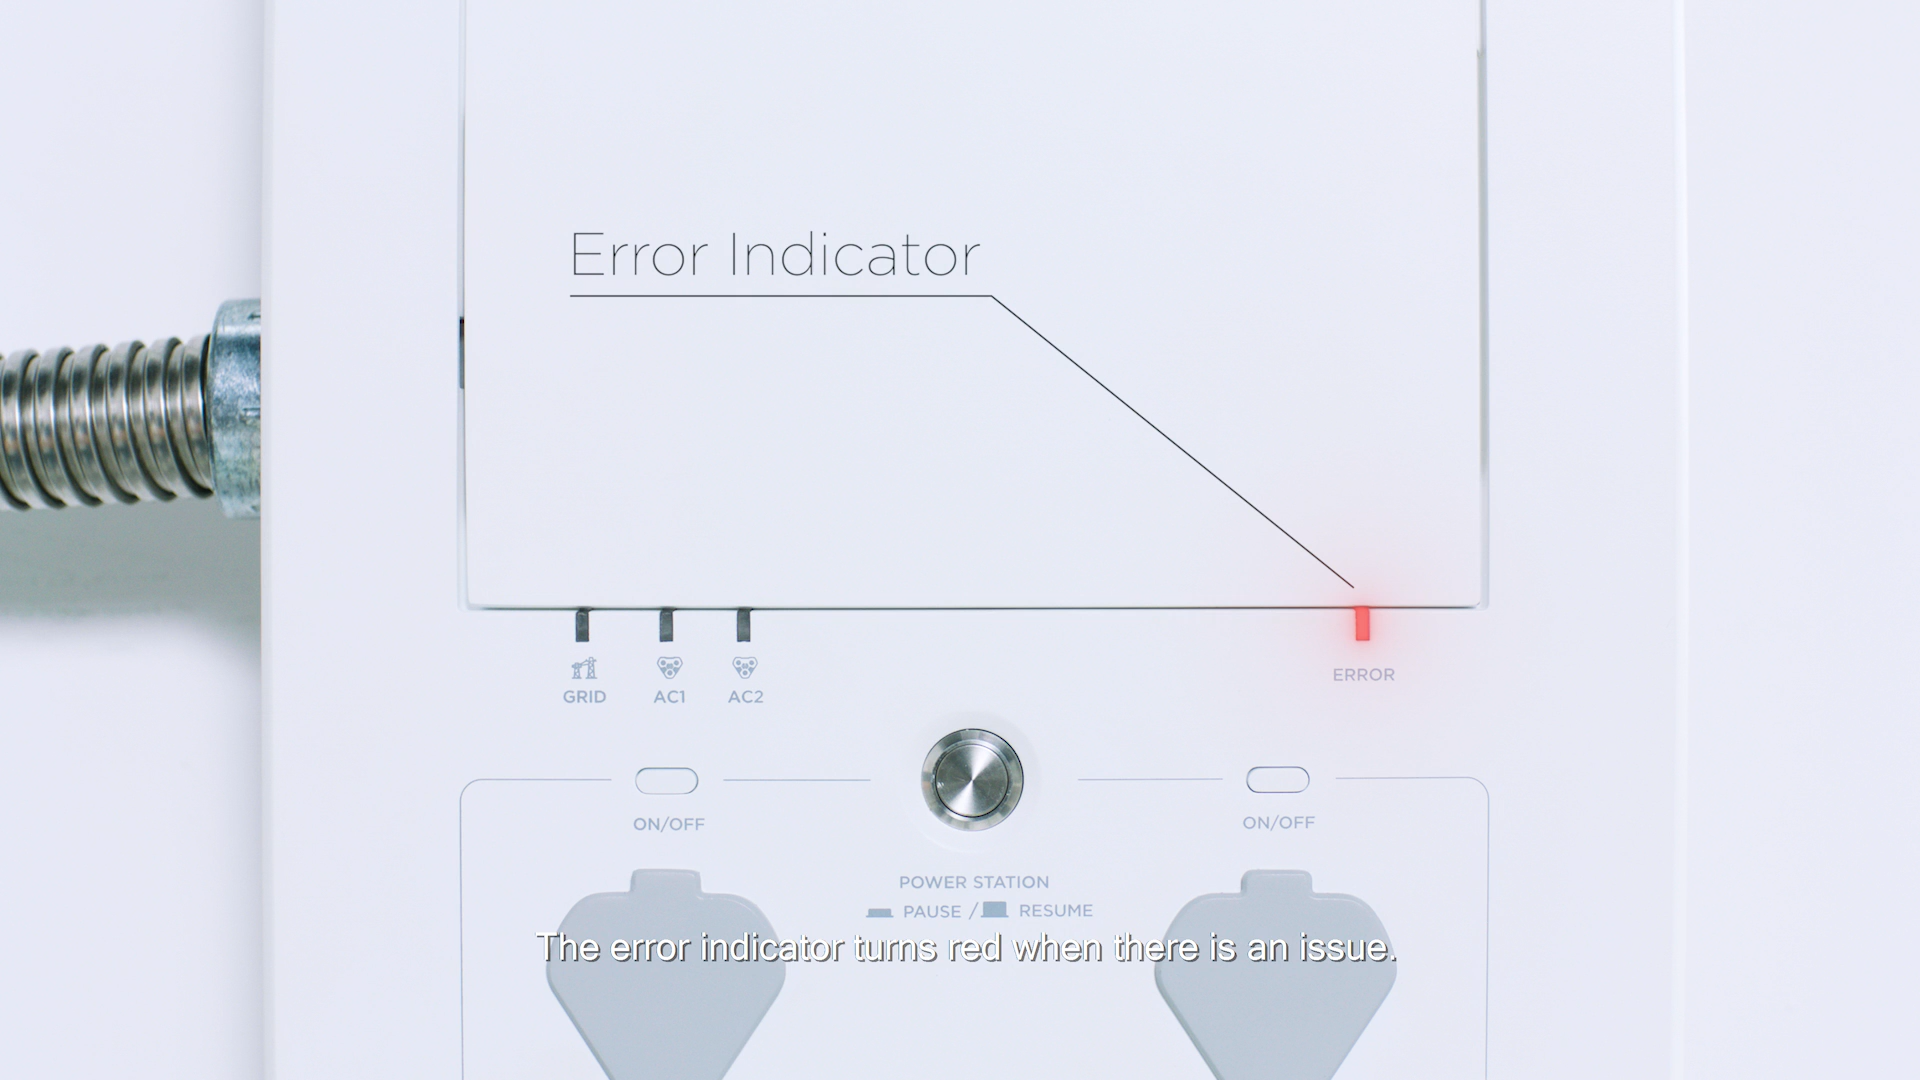 Error Indicator
GRID
AC1
AC2
ERROR
ON/OFF
ON/OFF
POWER STATION
PAUSE / RESUME
The error indicator turns red when there is an issue.